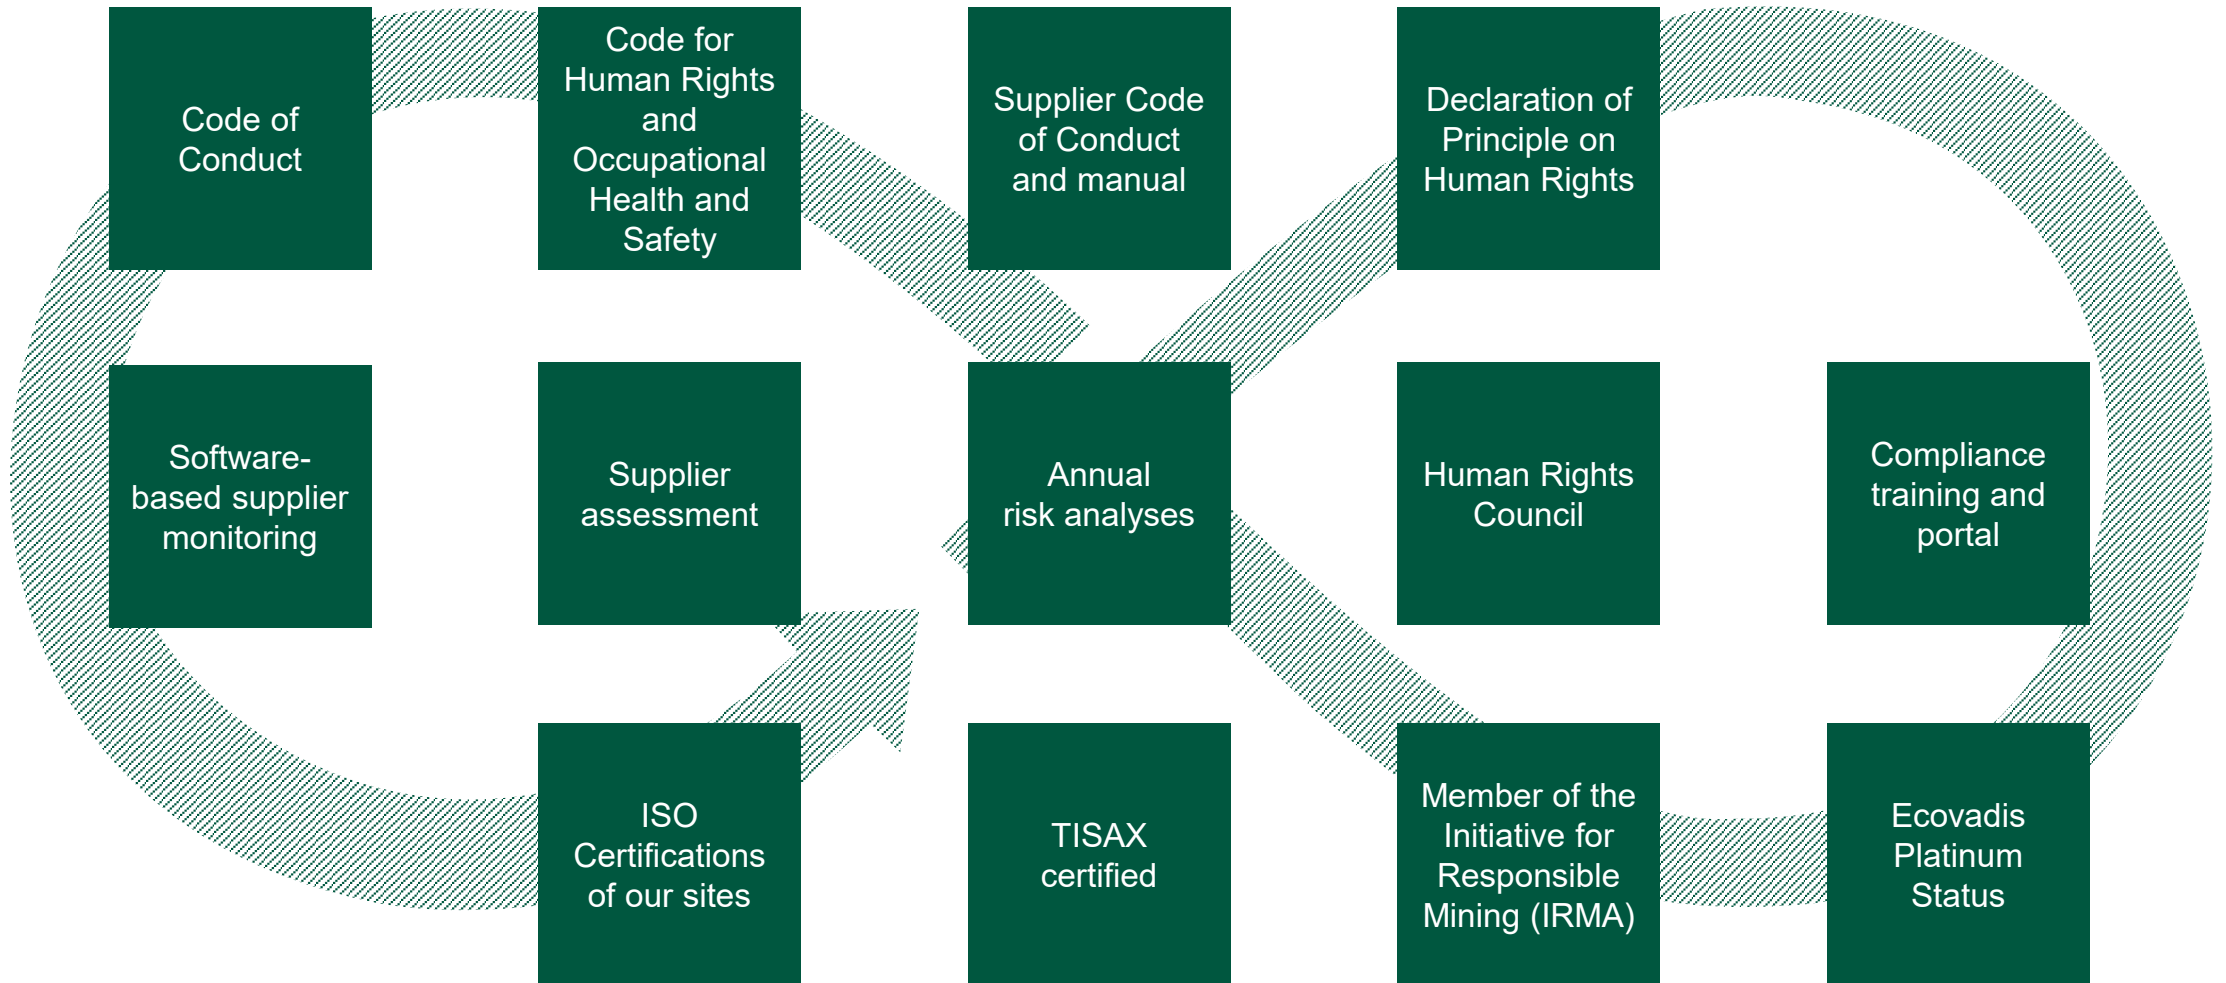 Code of
Conduct
Code for
Human Rights
and
Occupational
Health and
Safety
Supplier Code
of Conduct
and manual
Declaration of
Principle on
Human Rights
Software-
based supplier
monitoring
Supplier
assessment
Annual
risk analyses
Human Rights
Council
Compliance
training and
portal
ISO
Certifications
of our sites
TISAX
certified
Member of the
Initiative for
Responsible
Mining (IRMA)
Ecovadis
Platinum
Status